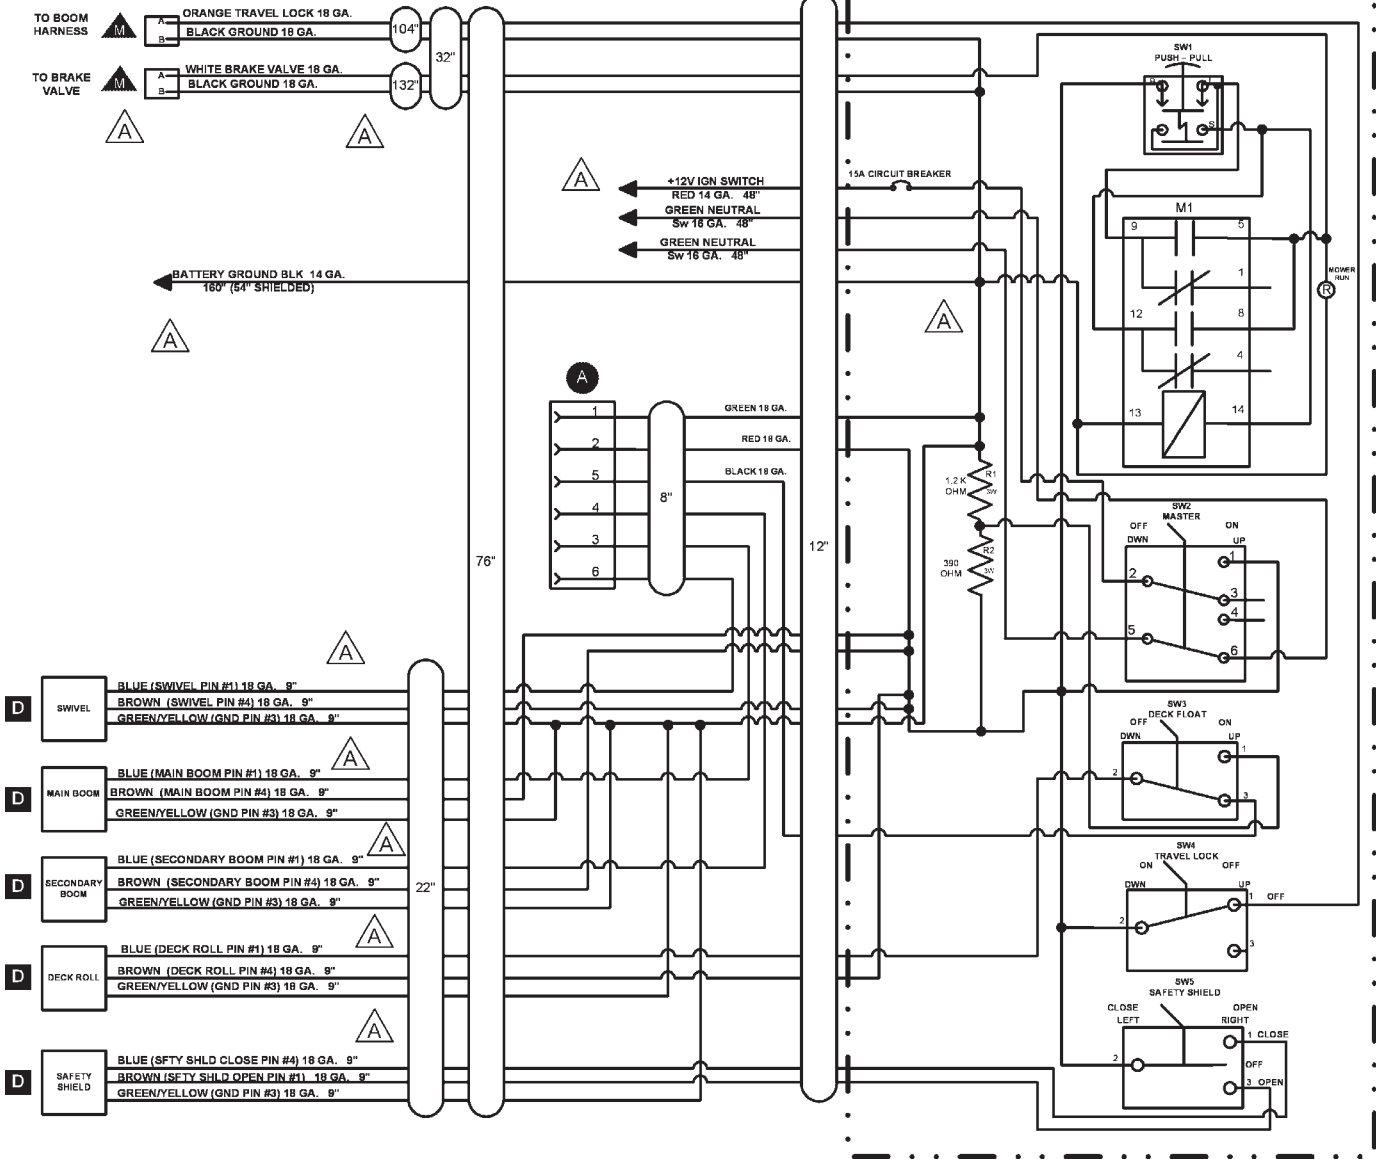 TO BOOM
HARNESS
M
A
B
ORANGE TRAVEL LOCK 18 GA.
BLACK GROUND 18 GA.
104"
32"
TO BRAKE
VALVE
M
A
B
WHITE BRAKE VALVE 18 GA.
BLACK GROUND 18 GA.
132"
A
A
A
+12V IGN SWITCH
RED 14 GA. 48"
GREEN NEUTRAL
Sw 16 GA. 48"
GREEN NEUTRAL
Sw 16 GA. 48"
15A CIRCUIT BREAKER
BATTERY GROUND BLK 14 GA.
160" (54" SHIELDED)
A
A
SW1
PUSH – PULL
S
M1
9
5
1
12
8
4
13
14
MOWER
RUN
R
A
1
2
5
4
3
6
8"
GREEN 18 GA.
RED 18 GA.
BLACK 18 GA.
76"
12"
1.2 K
OHM
R1
3W
390
OHM
R2
3W
SW2
MASTER
OFF
ON
DWN
UP
1
2
3
4
5
6
A
D
SWIVEL
BLUE (SWIVEL PIN #1) 18 GA. 9"
BROWN (SWIVEL PIN #4) 18 GA. 9"
GREEN/YELLOW (GND PIN #3) 18 GA. 9"
A
SW3
DECK FLOAT
OFF
ON
DWN
UP
1
2
3
D
MAIN BOOM
BLUE (MAIN BOOM PIN #1) 18 GA. 9"
BROWN (MAIN BOOM PIN #4) 18 GA. 9"
GREEN/YELLOW (GND PIN #3) 18 GA. 9"
A
SW4
TRAVEL LOCK
ON
OFF
DWN
UP
1
OFF
2
3
D
SECONDARY
BOOM
BLUE (SECONDARY BOOM PIN #1) 18 GA. 9"
BROWN (SECONDARY BOOM PIN #4) 18 GA. 9"
GREEN/YELLOW (GND PIN #3) 18 GA. 9"
22"
A
D
DECK ROLL
BLUE (DECK ROLL PIN #1) 18 GA. 9"
BROWN (DECK ROLL PIN #4) 18 GA. 9"
GREEN/YELLOW (GND PIN #3) 18 GA. 9"
A
SW5
SAFETY SHIELD
CLOSE
OPEN
LEFT
RIGHT
1 CLOSE
2
OFF
3 OPEN
D
SAFETY
SHIELD
BLUE (SFTY SHLD CLOSE PIN #4) 18 GA. 9"
BROWN (SFTY SHLD OPEN PIN #1) 18 GA. 9"
GREEN/YELLOW (GND PIN #3) 18 GA. 9"